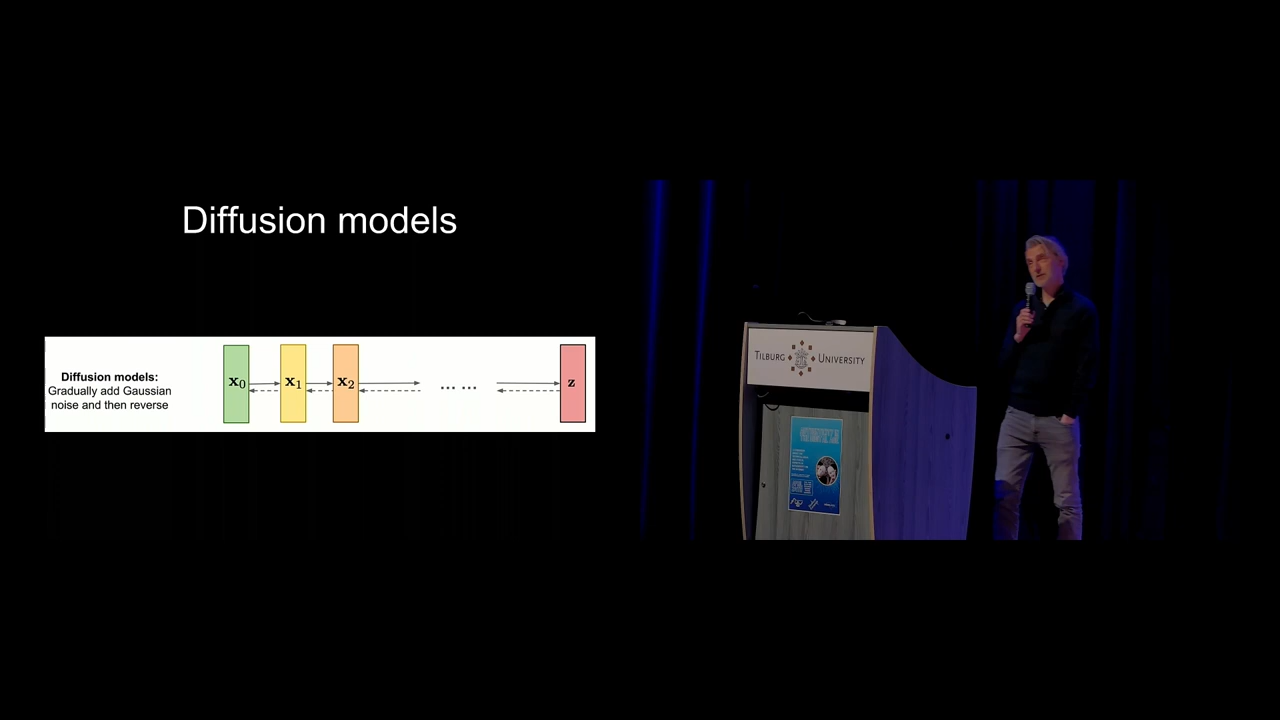 Diffusion models
Diffusion models:
Gradually add Gaussian
noise and then reverse
x0 x1 x2 ... ... z
TILBURG UNIVERSITY